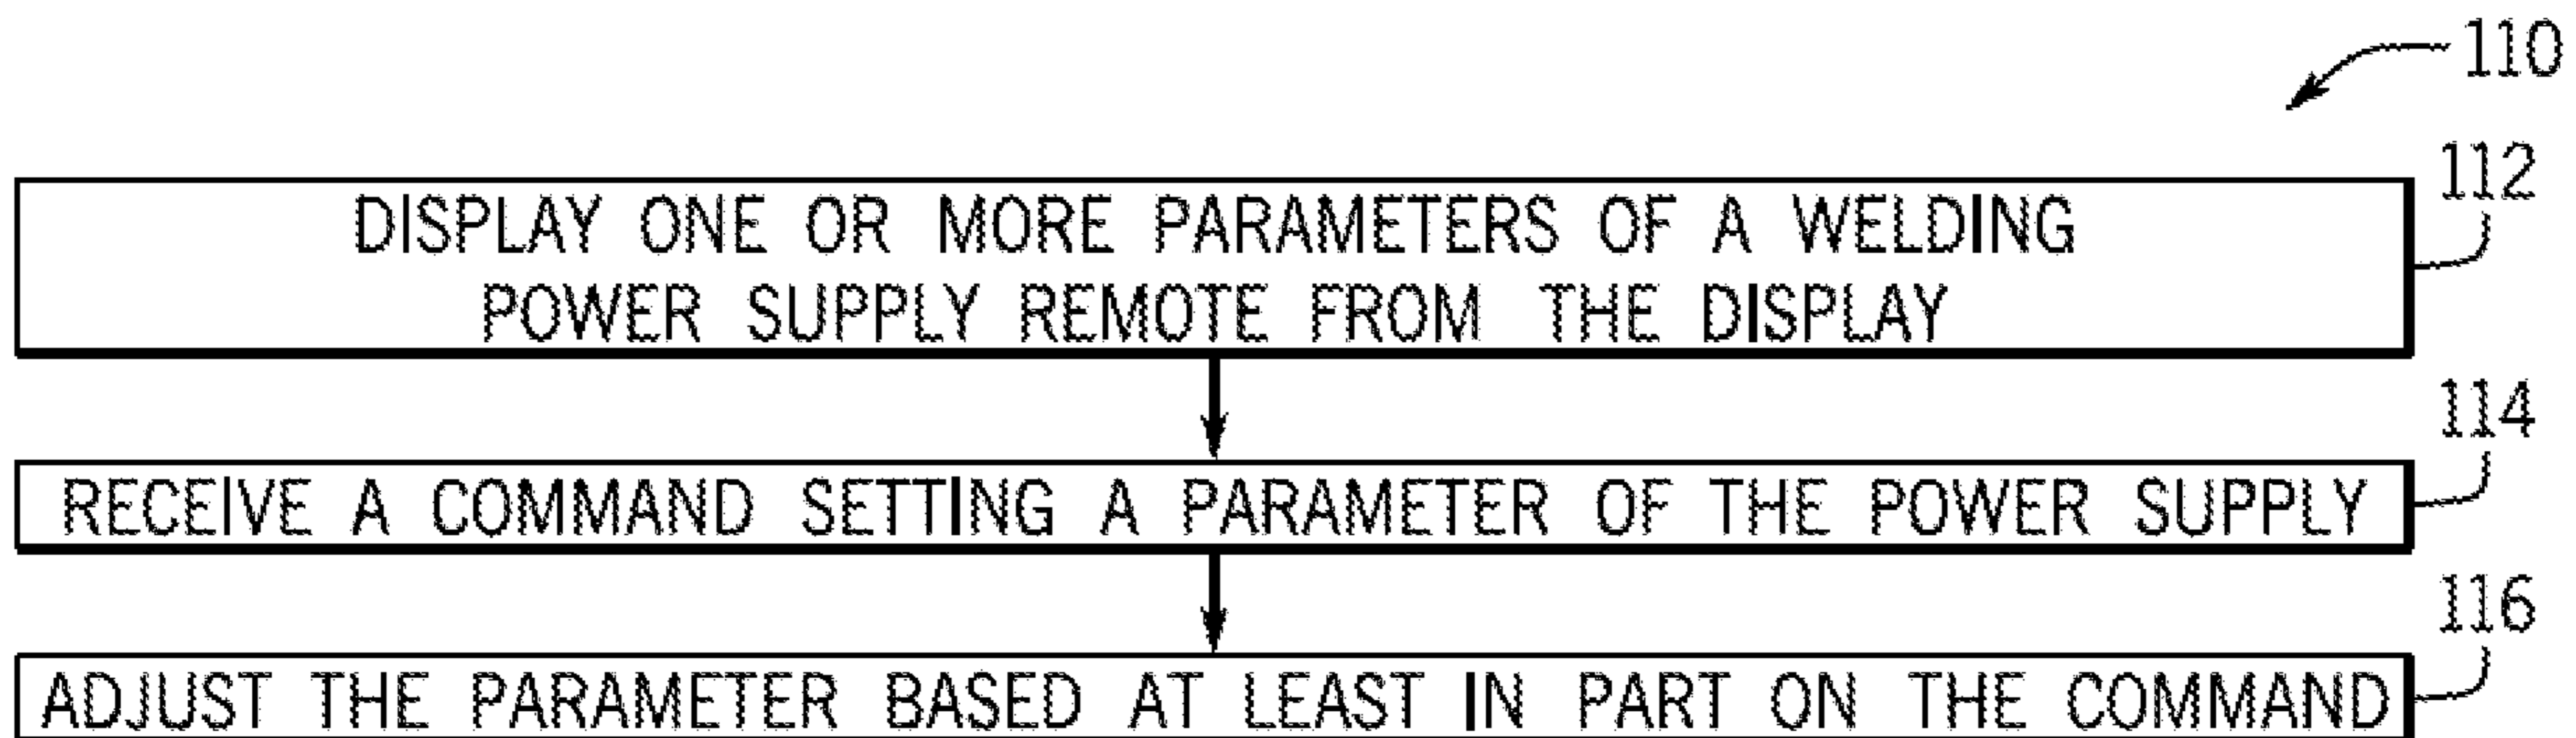 110
112
DISPLAY ONE OR MORE PARAMETERS OF A WELDING
POWER SUPPLY REMOTE FROM THE DISPLAY
114
RECEIVE A COMMAND SETTING A PARAMETER OF THE POWER SUPPLY
116
ADJUST THE PARAMETER BASED AT LEAST IN PART ON THE COMMAND